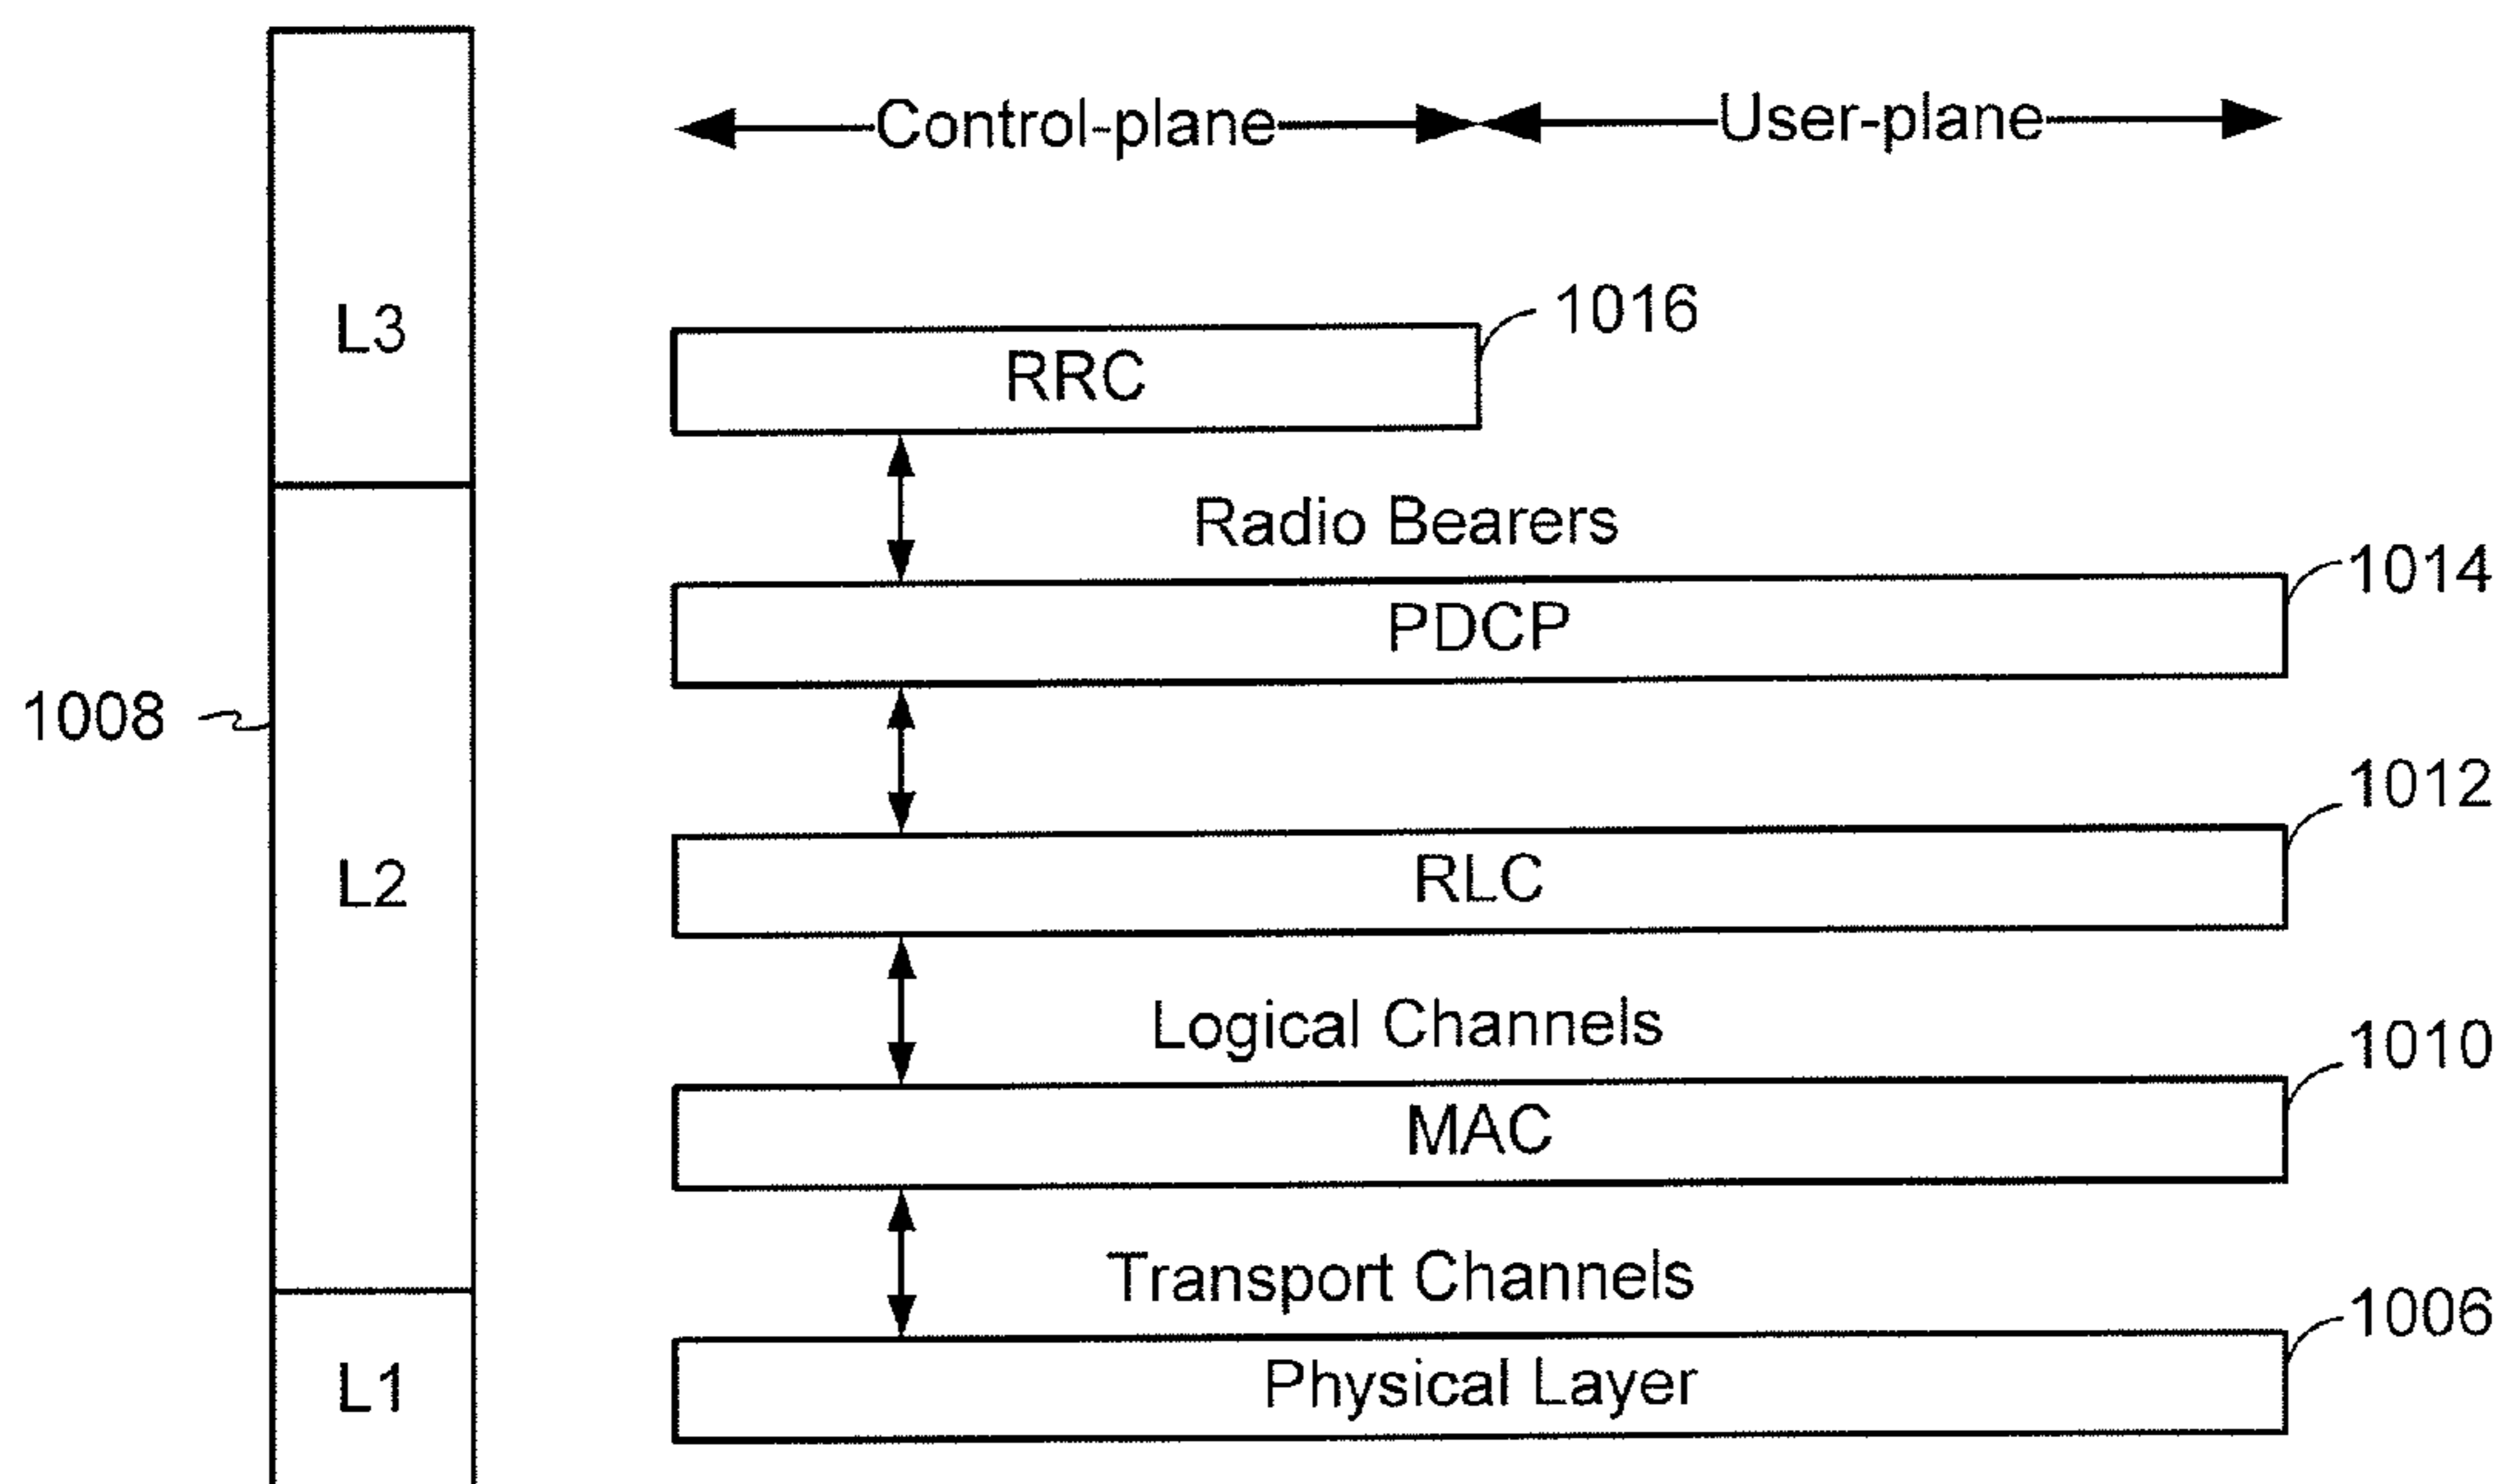 Control-plane User-plane
L3
1016
RRC
Radio Bearers
1014
PDCP
1008
1012
L2
RLC
Logical Channels
1010
MAC
Transport Channels
1006
L1
Physical Layer